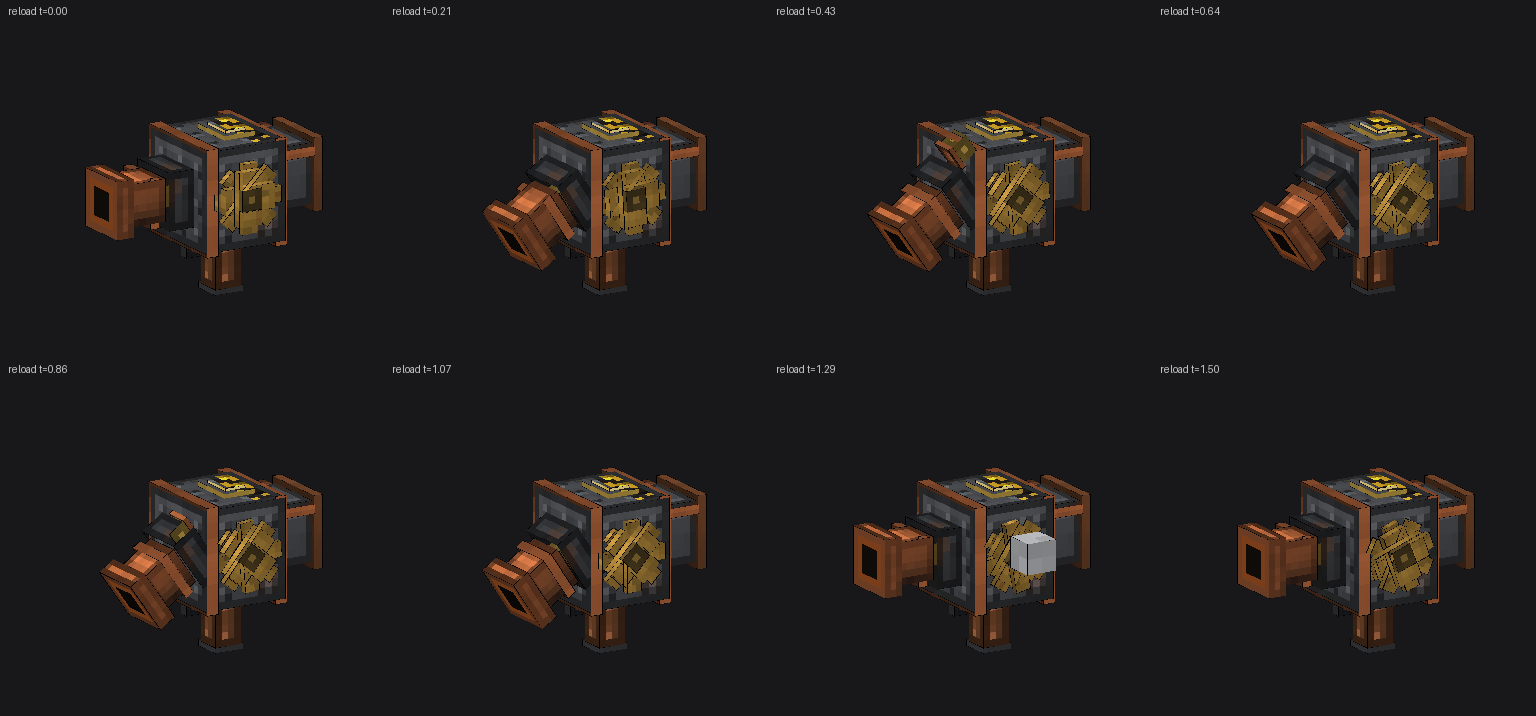 reload t=0.00
reload t=0.21
reload t=0.43
reload t=0.64
reload t=0.86
reload t=1.07
reload t=1.29
reload t=1.50